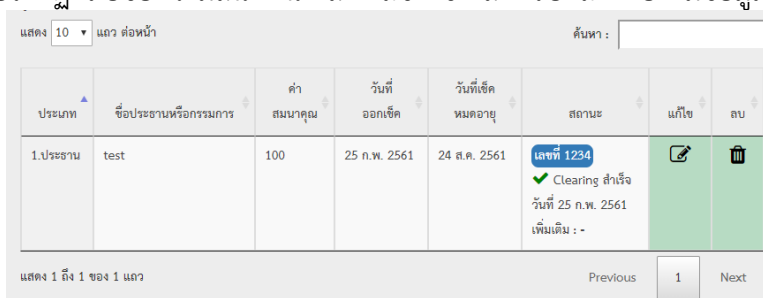 แสดง 10 แถว ต่อหน้า ค้นหา :
ประเภท ชื่อประธานหรือกรรมการ ค่า สมนาคุณ วันที่ ออกเช็ค วันที่เช็ค หมดอายุ สถานะ แก้ไข ลบ
1.ประธาน test 100 25 ก.พ. 2561 24 ส.ค. 2561 เลขที่ 1234
Clearing สำเร็จ
วันที่ 25 ก.พ. 2561
เพิ่มเติม : -
แสดง 1 ถึง 1 ของ 1 แถว Previous 1 Next